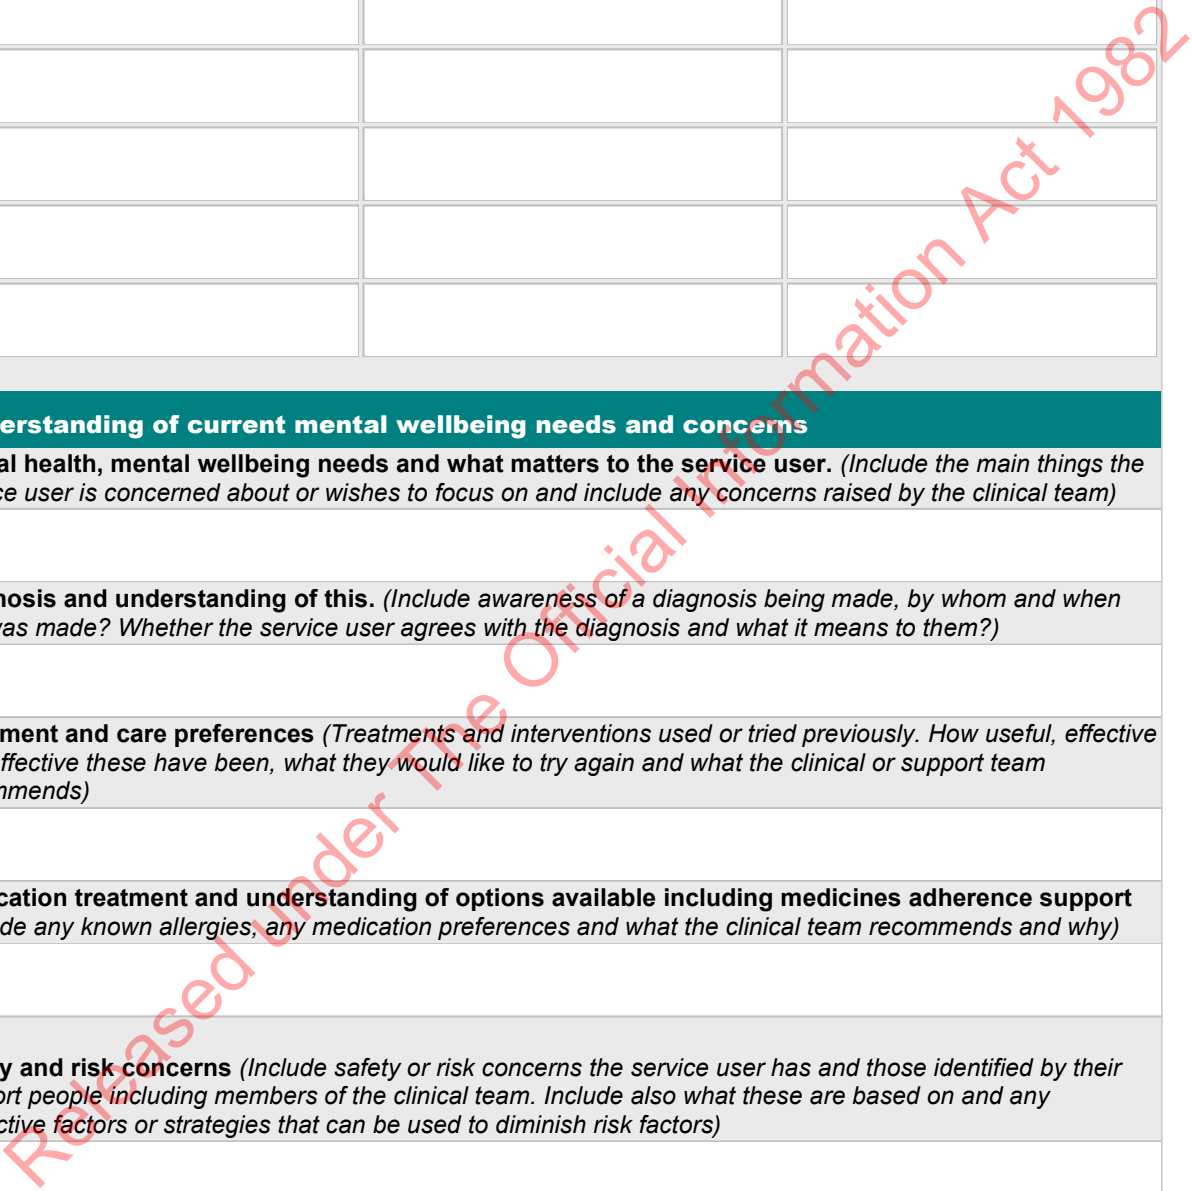 erstanding of current mental wellbeing needs and concerns
al health, mental wellbeing needs and what matters to the service user. (Include the main things the
ce user is concerned about or wishes to focus on and include any concerns raised by the clinical team)
nosis and understanding of this. (Include awareness of a diagnosis being made, by whom and when
was made? Whether the service user agrees with the diagnosis and what it means to them?)
ment and care preferences (Treatments and interventions used or tried previously. How useful, effective
ffective these have been, what they would like to try again and what the clinical or support team
mmends)
cation treatment and understanding of options available including medicines adherence support
de any known allergies, any medication preferences and what the clinical team recommends and why)
y and risk concerns (Include safety or risk concerns the service user has and those identified by their
ort people including members of the clinical team. Include also what these are based on and any
ctive factors or strategies that can be used to diminish risk factors)
Released under The Official Information Act 1982